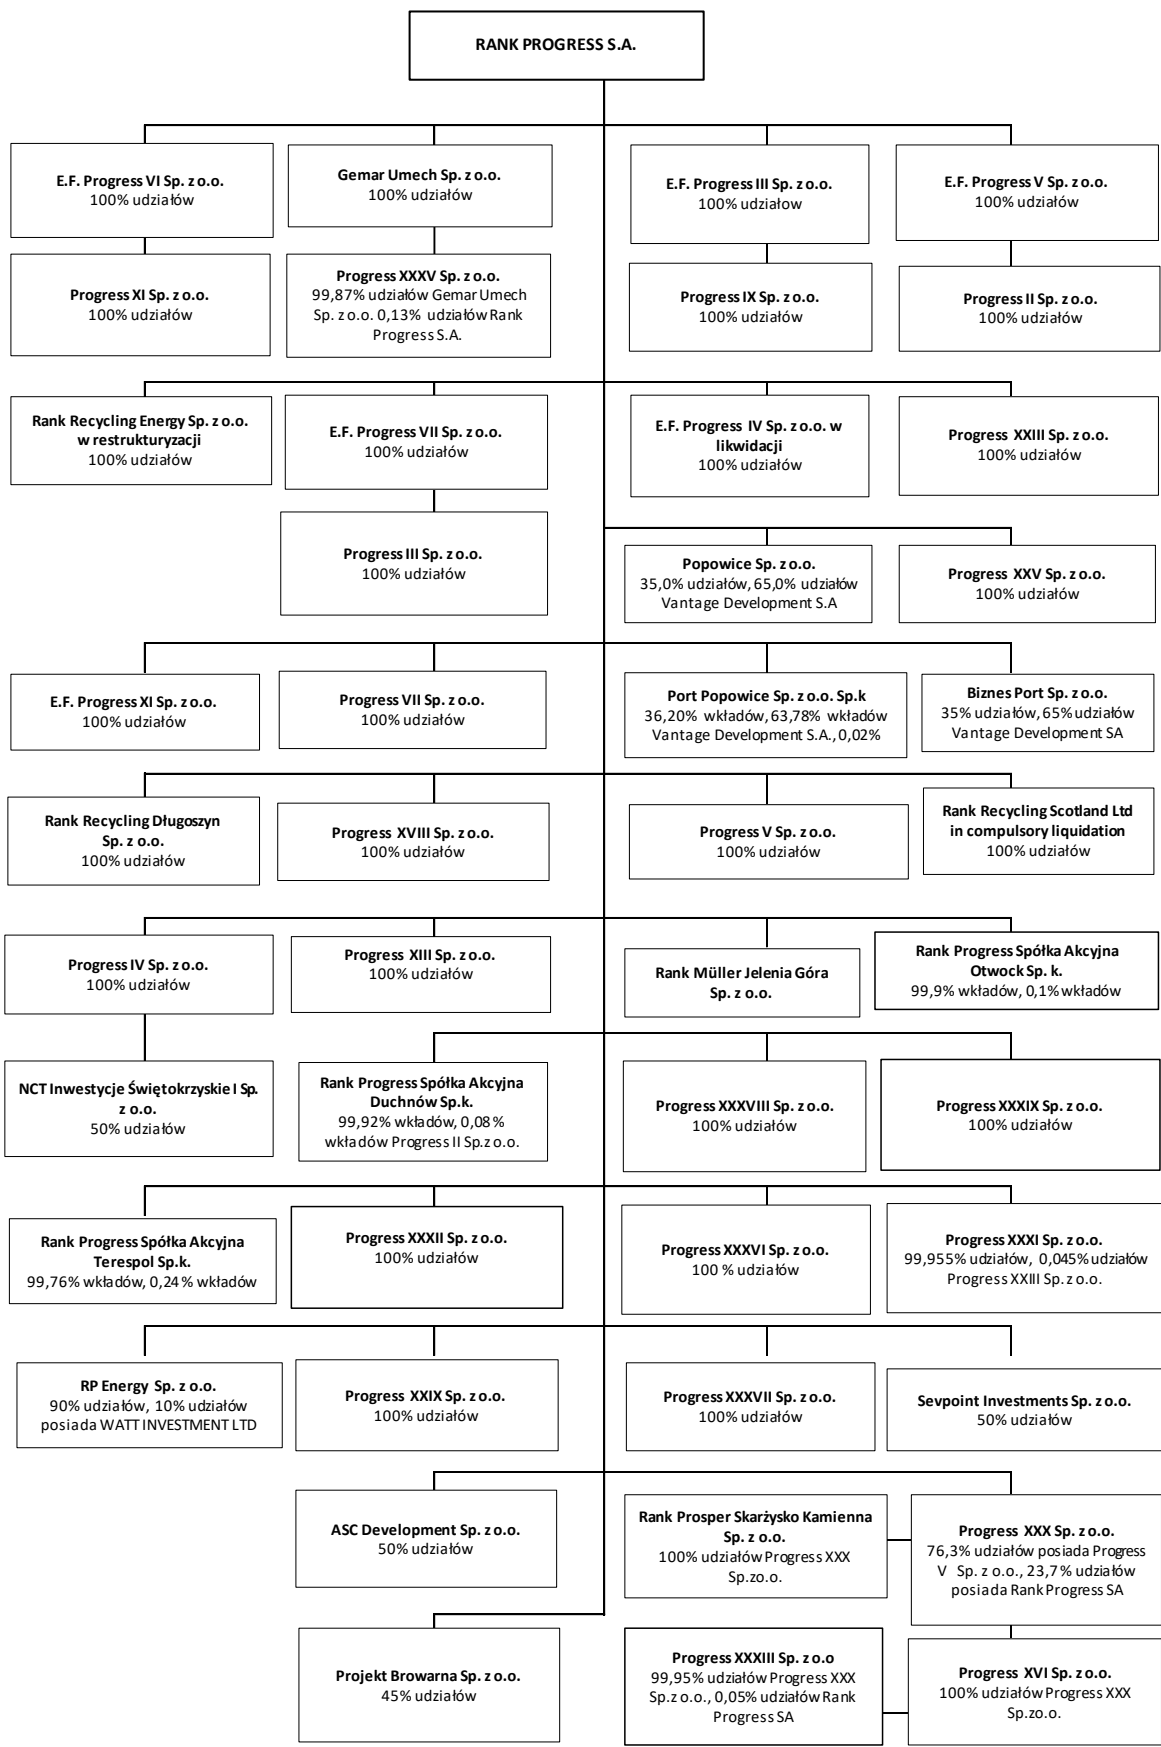 RANK PROGRESS S.A.
E.F. Progress VI Sp. z o.o.
100% udziałów
Gemar Umech Sp. z o.o.
100% udziałów
E.F. Progress III Sp. z o.o.
100% udziałow
E.F. Progress V Sp. z o.o.
100% udziałów
Progress XI Sp. z o.o.
100% udziałów
Progress XXXV Sp. z o.o.
99,87% udziałów Gemar Umech
Sp. z o.o. 0,13% udziałów Rank
Progress S.A.
Progress IX Sp. z o.o.
100% udziałów
Progress II Sp. z o.o.
100% udziałów
Rank Recycling Energy Sp. z o.o.
w restrukturyzacji
100% udziałów
E.F. Progress VII Sp. z o.o.
100% udziałów
E.F. Progress IV Sp. z o.o. w
likwidacji
100% udziałów
Progress XXIII Sp. z o.o.
100% udziałów
Progress III Sp. z o.o.
100% udziałów
Popowice Sp. z o.o.
35,0% udziałów, 65,0% udziałów
Vantage Development S.A
Progress XXV Sp. z o.o.
100% udziałów
E.F. Progress XI Sp. z o.o.
100% udziałów
Progress VII Sp. z o.o.
100% udziałów
Port Popowice Sp. z o.o. Sp.k
36,20% wkładów, 63,78% wkładów
Vantage Development S.A., 0,02%
Biznes Port Sp. z o.o.
35% udziałów, 65% udziałów
Vantage Development SA
Rank Recycling Długoszyn
Sp. z o.o.
100% udziałów
Progress XVIII Sp. z o.o.
100% udziałów
Progress V Sp. z o.o.
100% udziałów
Rank Recycling Scotland Ltd
in compulsory liquidation
100% udziałów
Progress IV Sp. z o.o.
100% udziałów
Progress XIII Sp. z o.o.
100% udziałów
Rank Müller Jelenia Góra
Sp. z o.o.
Rank Progress Spółka Akcyjna
Otwock Sp. k.
99,9% wkładów, 0,1% wkładów
NCT Inwestycje Świętokrzyskie I Sp.
z o.o.
50% udziałów
Rank Progress Spółka Akcyjna
Duchnów Sp.k.
99,92% wkładów, 0,08%
wkładów Progress II Sp.z o.o.
Progress XXXVIII Sp. z o.o.
100% udziałów
Progress XXXIX Sp. z o.o.
100% udziałów
Rank Progress Spółka Akcyjna
Terespol Sp.k.
99,76% wkładów, 0,24% wkładów
Progress XXXII Sp. z o.o.
100% udziałów
Progress XXXVI Sp. z o.o.
100 % udziałów
Progress XXXI Sp. z o.o.
99,955% udziałów, 0,045% udziałów
Progress XXIII Sp. z o.o.
RP Energy Sp. z o.o.
90% udziałów, 10% udziałów
posiada WATT INVESTMENT LTD
Progress XXIX Sp. z o.o.
100% udziałów
Progress XXXVII Sp. z o.o.
100% udziałów
Sevpoint Investments Sp. z o.o.
50% udziałów
ASC Development Sp. z o.o.
50% udziałów
Rank Prosper Skarżysko Kamienna
Sp. z o.o.
100% udziałów Progress XXX
Sp.zo.o.
Progress XXX Sp. z o.o.
76,3% udziałów posiada Progress
V Sp. z o.o., 23,7% udziałów
posiada Rank Progress SA
Projekt Browarna Sp. z o.o.
45% udziałów
Progress XXXIII Sp. z o.o
99,95% udziałów Progress XXX
Sp.z o.o., 0,05% udziałów Rank
Progress SA
Progress XVI Sp. z o.o.
100% udziałów Progress XXX
Sp.zo.o.